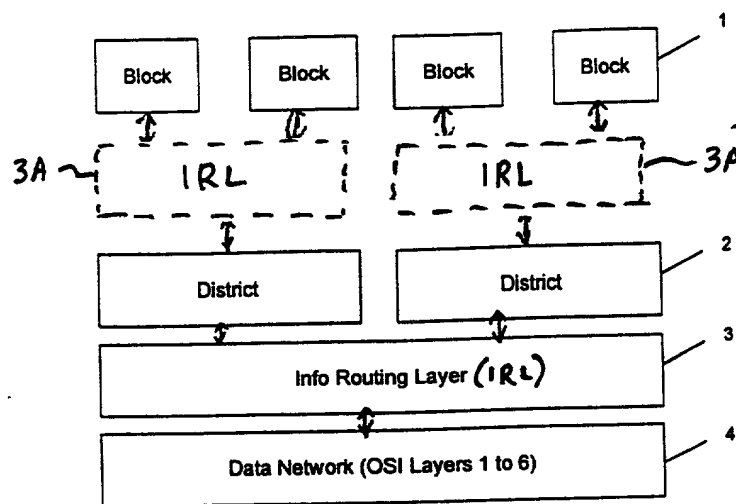 1
Block Block Block Block
3A IRL IRL 3A
2
District District
3
Info Routing Layer (IRL)
4
Data Network (OSI Layers 1 to 6)